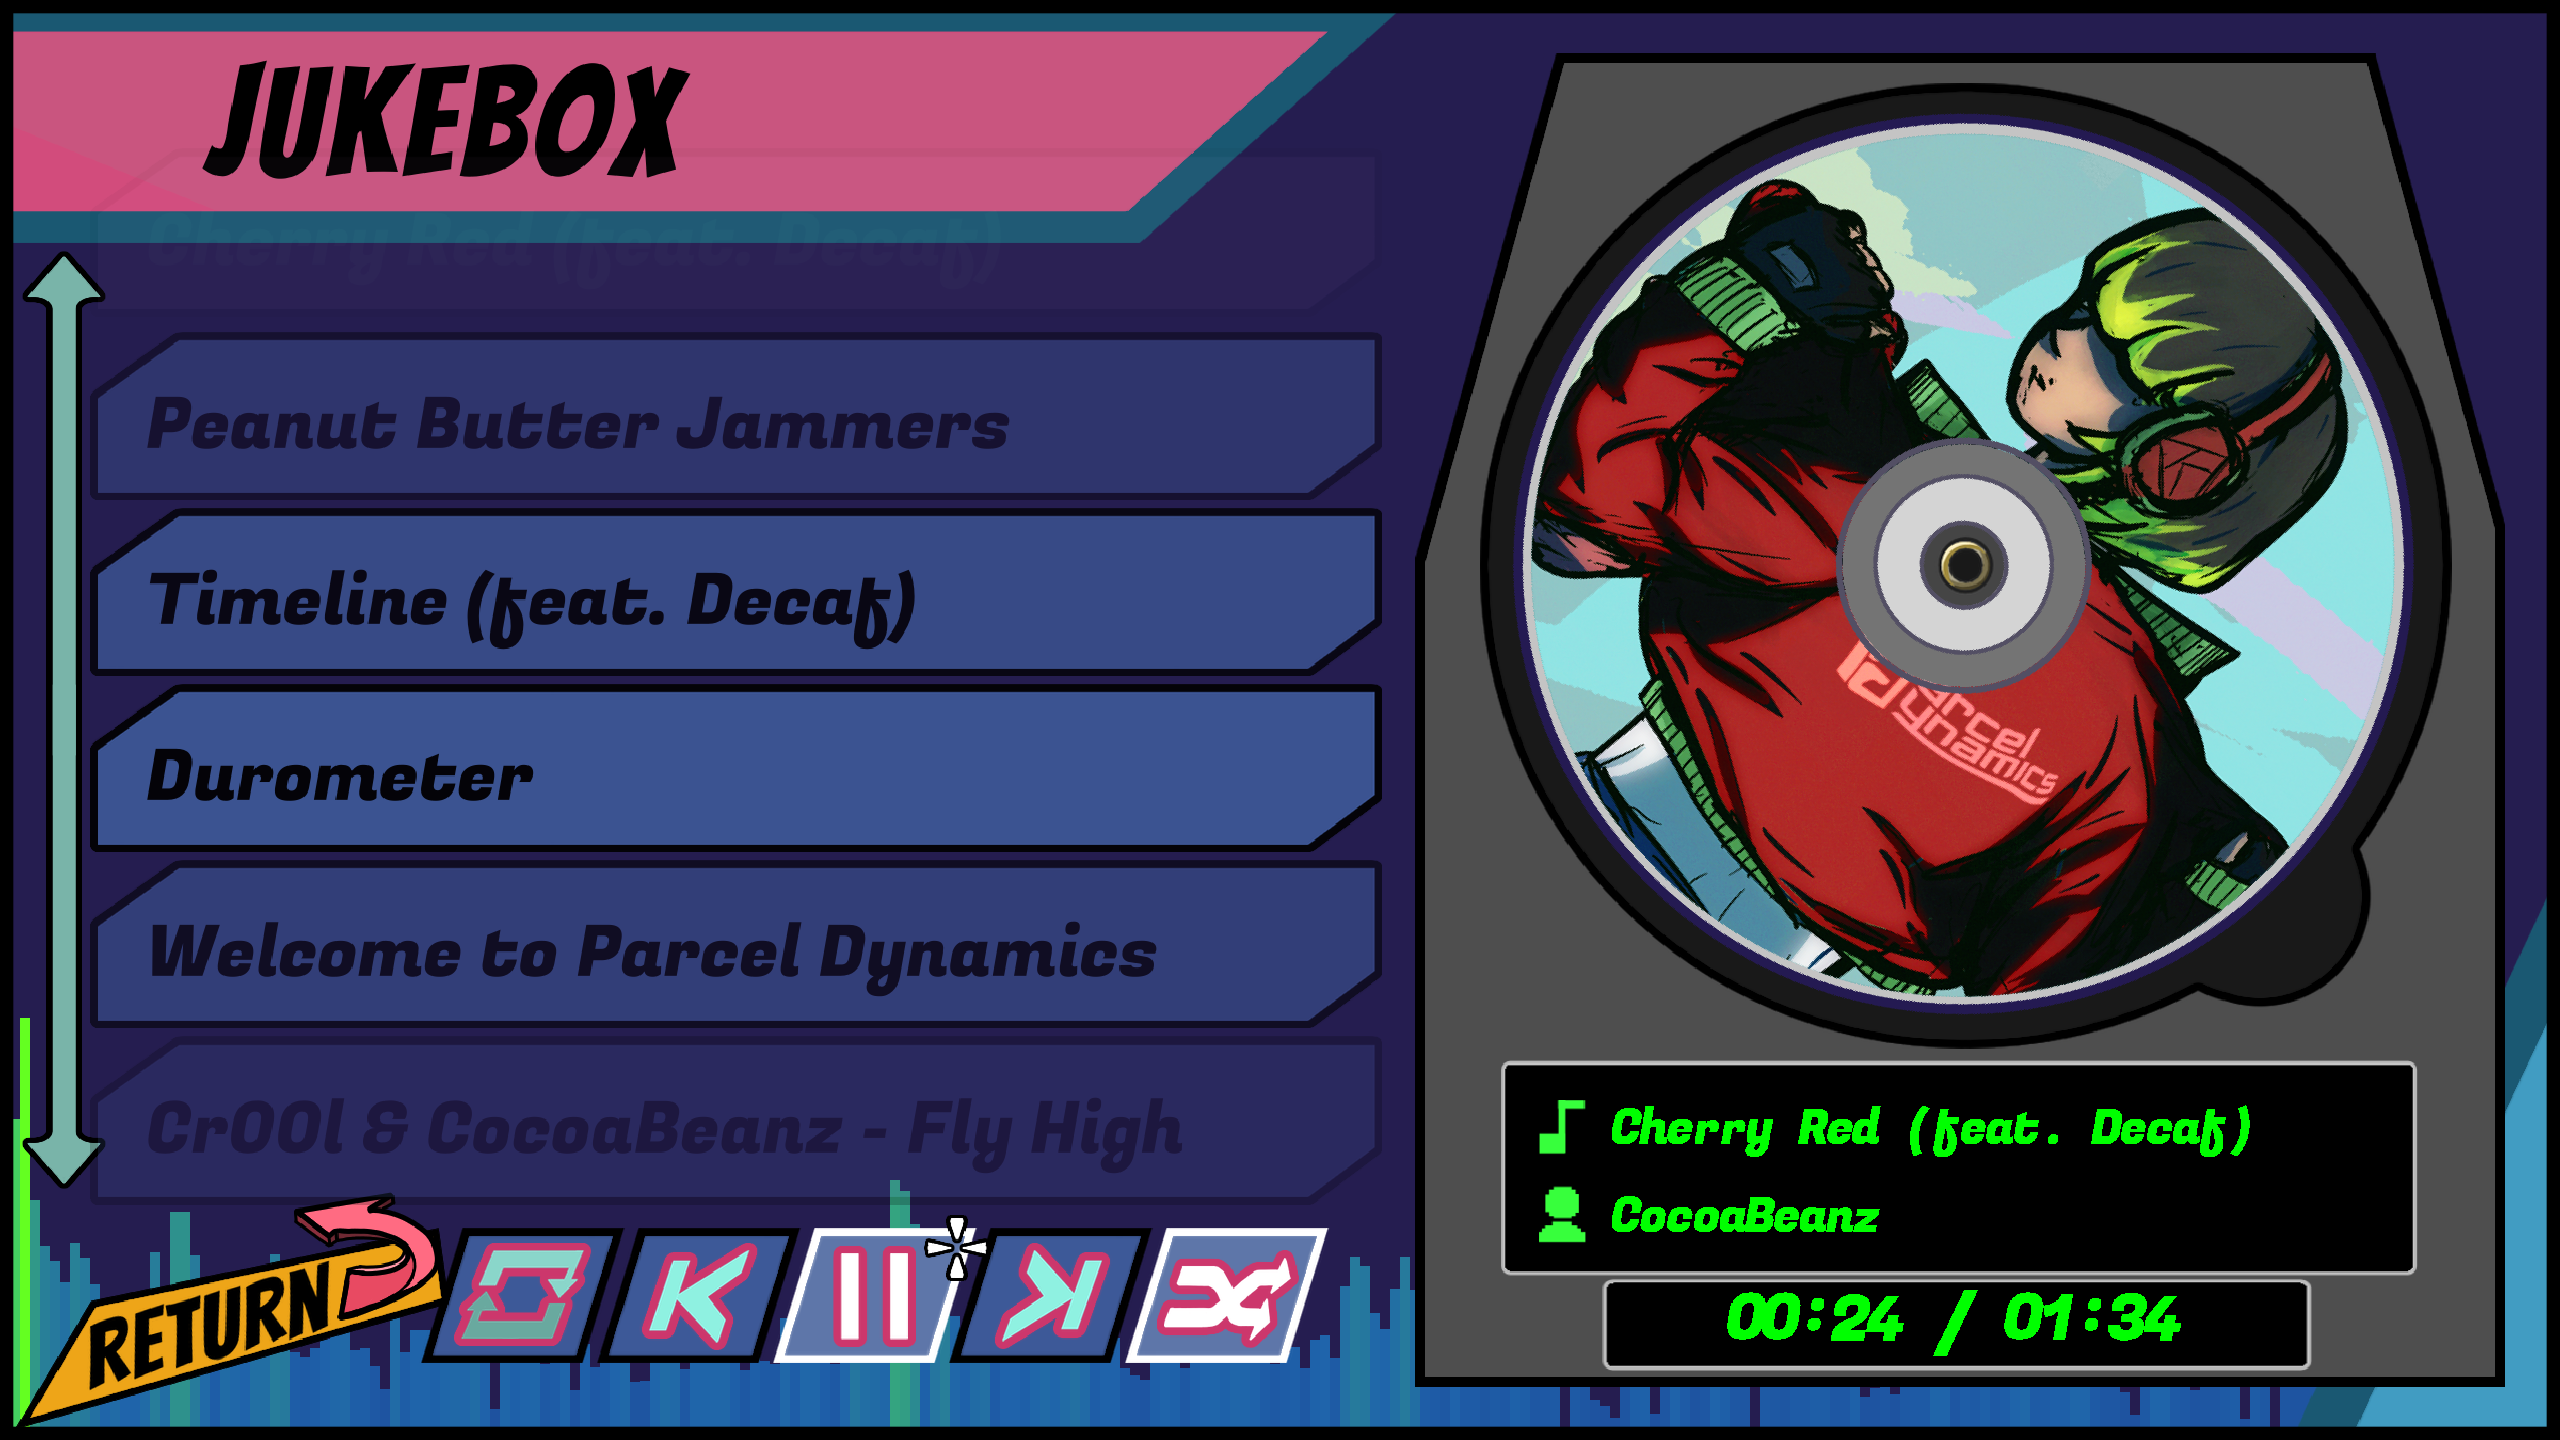 JUKEBOX
Cherry Red (feat. Decaf)
Peanut Butter Jammers
Timeline (feat. Decaf)
Durometer
Welcome to Parcel Dynamics
CrOOl & CocoaBeanz - Fly High
RETURN
Parcel
Dynamics
Cherry Red (feat. Decaf)
CocoaBeanz
00:24 / 01:34